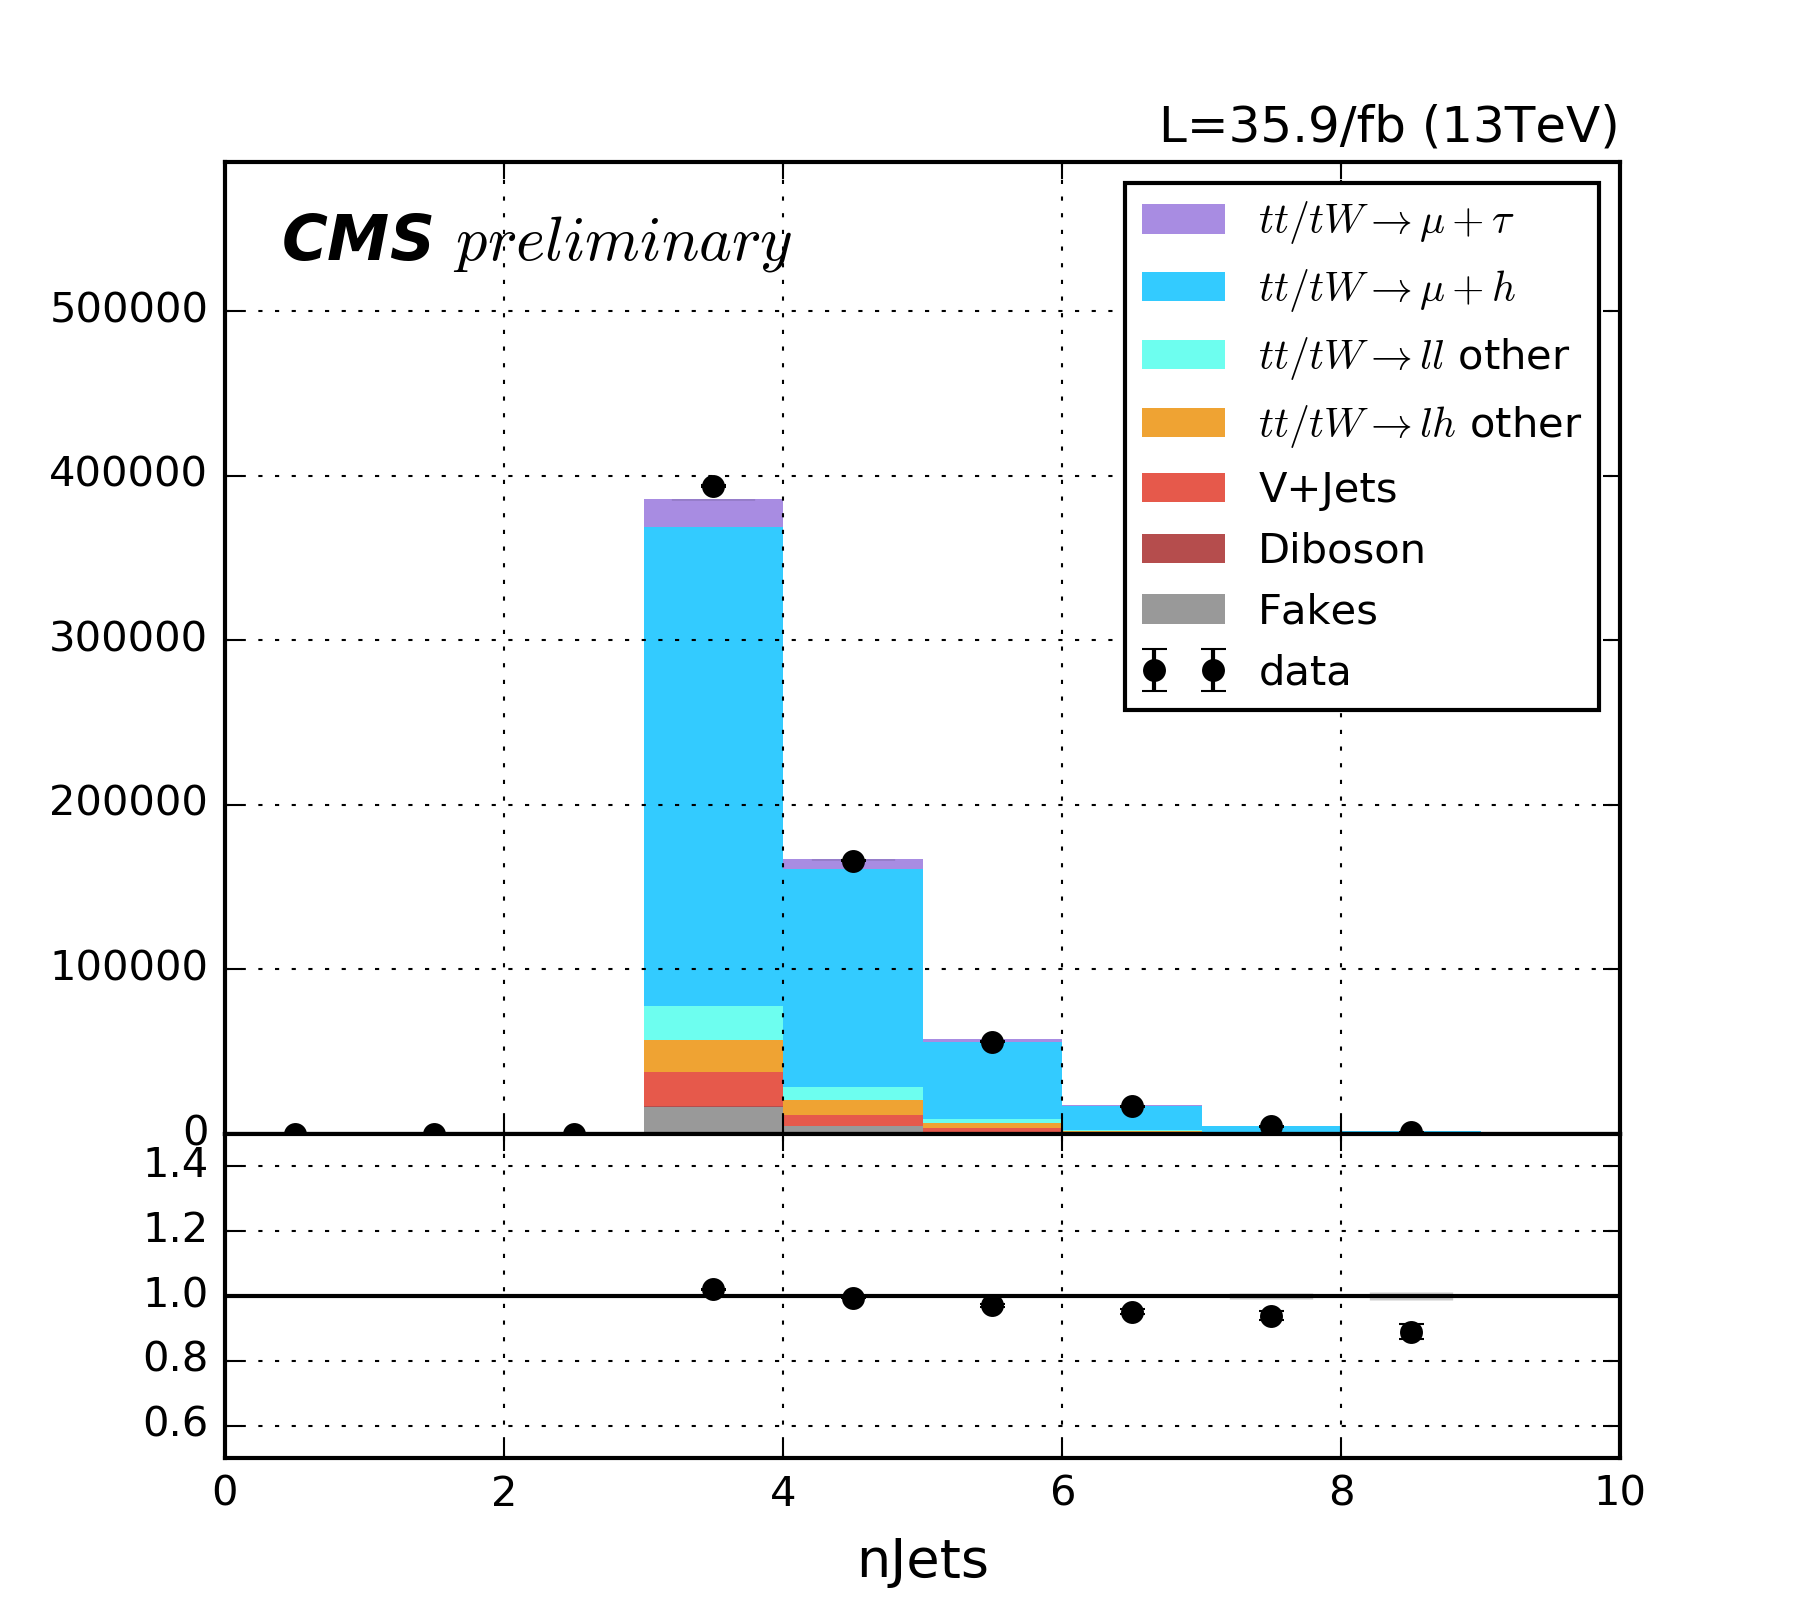 L=35.9/fb (13TeV)
CMS preliminary
tt/tW→μ+τ
tt/tW→μ+h
tt/tW→ll other
tt/tW→lh other
V+Jets
Diboson
Fakes
data
500000
400000
300000
200000
100000
0
1.4
1.2
1.0
0.8
0.6
0 2 4 6 8 10
nJets